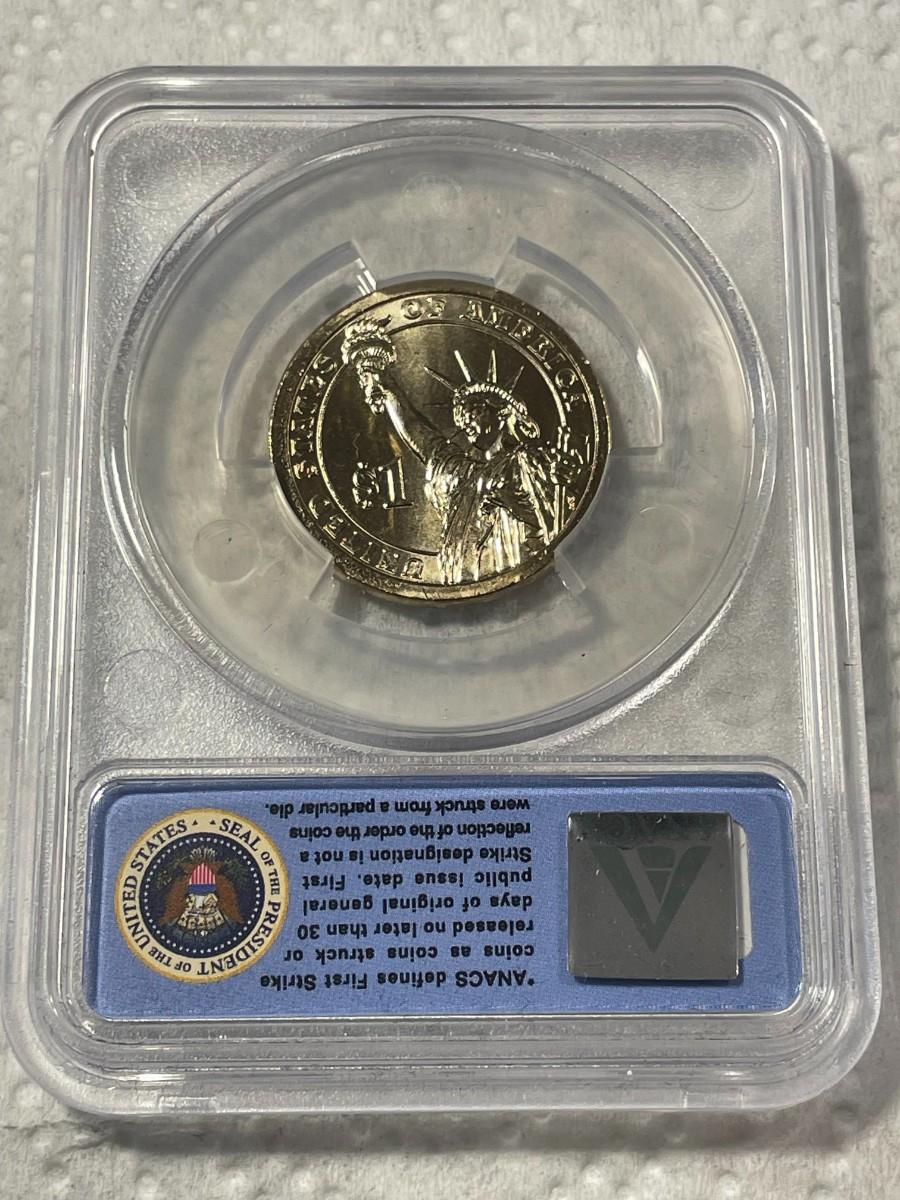 UNITED STATES OF AMERICA
$1
*ANACS defines First Strike
coins as coins struck or
released no later than 30
days of original general
public issue date. First
Strike designation is not a
reflection of the order the coins
were struck from a particular die.
SEAL OF THE PRESIDENT OF THE UNITED STATES